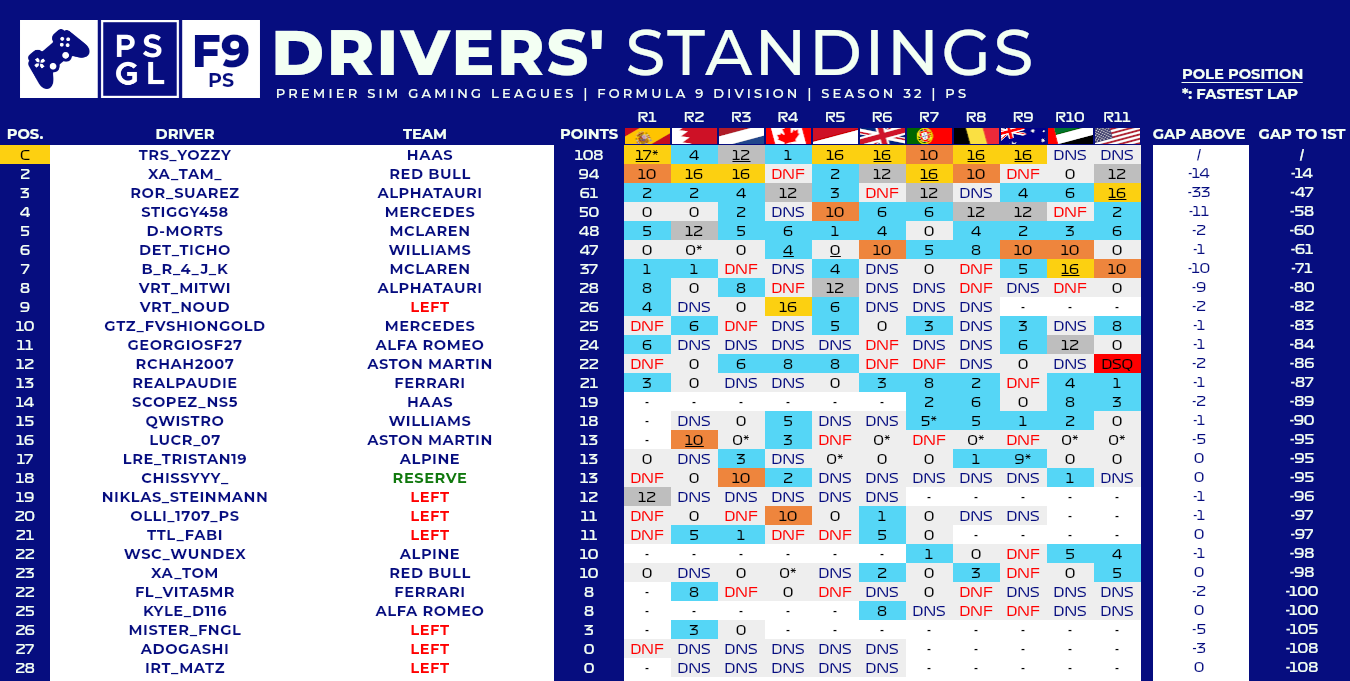 PS GL F9 PS DRIVERS' STANDINGS
PREMIER SIM GAMING LEAGUES | FORMULA 9 DIVISION | SEASON 32 | PS
POLE POSITION
*: FASTEST LAP
R1 R2 R3 R4 R5 R6 R7 R8 R9 R10 R11
POS. DRIVER TEAM POINTS GAP ABOVE GAP TO 1ST
C TRS_YOZZY HAAS 108 17* 4 12 1 16 16 10 16 16 DNS DNS / /
2 XA_TAM_ RED BULL 94 10 16 16 DNF 2 12 16 10 DNF 0 12 -14 -14
3 ROR_SUAREZ ALPHATAURI 61 2 2 4 12 3 DNF 12 DNS 4 6 16 -33 -47
4 STIGGY458 MERCEDES 50 0 0 2 DNS 10 6 6 12 12 DNF 2 -11 -58
5 D-MORTS MCLAREN 48 5 12 5 6 1 4 0 4 2 3 6 -2 -60
6 DET_TICHO WILLIAMS 47 0 0* 0 4 0 10 5 8 10 10 0 -1 -61
7 B_R_4_J_K MCLAREN 37 1 1 DNF DNS 4 DNS 0 DNF 5 16 10 -10 -71
8 VRT_MITWI ALPHATAURI 28 8 0 8 DNF 12 DNS DNS DNF DNS DNF 0 -9 -80
9 VRT_NOUD LEFT 26 4 DNS 0 16 6 DNS DNS DNS - - - -2 -82
10 GTZ_FVSHIONGOLD MERCEDES 25 DNF 6 DNF DNS 5 0 3 DNS 3 DNS 8 -1 -83
11 GEORGIOSF27 ALFA ROMEO 24 6 DNS DNS DNS DNS DNS DNS DNS 6 12 0 -1 -84
12 RCHAH2007 ASTON MARTIN 22 DNF 0 6 8 8 DNF DNF DNS 0 DNS DSQ -2 -86
13 REALPAUDIE FERRARI 21 3 0 DNS DNS 0 3 8 2 DNF 4 1 -1 -87
14 SCOPEZ_NS5 HAAS 19 - - - - - - 2 6 0 8 3 -2 -89
15 QWISTRO WILLIAMS 18 - DNS 0 5 DNS DNS 5* 5 1 2 0 -1 -90
16 LUCR_07 ASTON MARTIN 13 - 10 0* 3 DNF 0* DNF 0* DNF 0* 0* -5 -95
17 LRE_TRISTAN19 ALPINE 13 0 DNS 3 DNS 0* 0 0 1 9* 0 0 0 -95
18 CHISSYYY_ RESERVE 13 DNF 0 10 2 DNS DNS DNS DNS DNS 1 DNS 0 -95
19 NIKLAS_STEINMANN LEFT 12 12 DNS DNS DNS DNS DNS - - - - - -1 -96
20 OLLI_1707_PS LEFT 11 DNF 0 DNF 10 0 1 0 DNS DNS - - -1 -97
21 TTL_FABI LEFT 11 DNF 5 1 DNF DNF 5 0 - - - - 0 -97
22 WSC_WUNDEX ALPINE 10 - - - - - - 1 0 DNF 5 4 -1 -98
23 XA_TOM RED BULL 10 0 DNS 0 0* DNS 2 0 3 DNF 0 5 0 -98
22 FL_VITA5MR FERRARI 8 - 8 DNF 0 DNF DNS 0 DNF DNS DNS DNS -2 -100
25 KYLE_D116 ALFA ROMEO 8 - - - - - 8 DNS DNF DNF DNS DNS 0 -100
26 MISTER_FNGL LEFT 3 - 3 0 - - - - - - - - -5 -105
27 ADOGASHI LEFT 0 DNF DNS DNS DNS DNS DNS - - - - - -3 -108
28 IRT_MATZ LEFT 0 - DNS DNS DNS DNS DNS - - - - - 0 -108